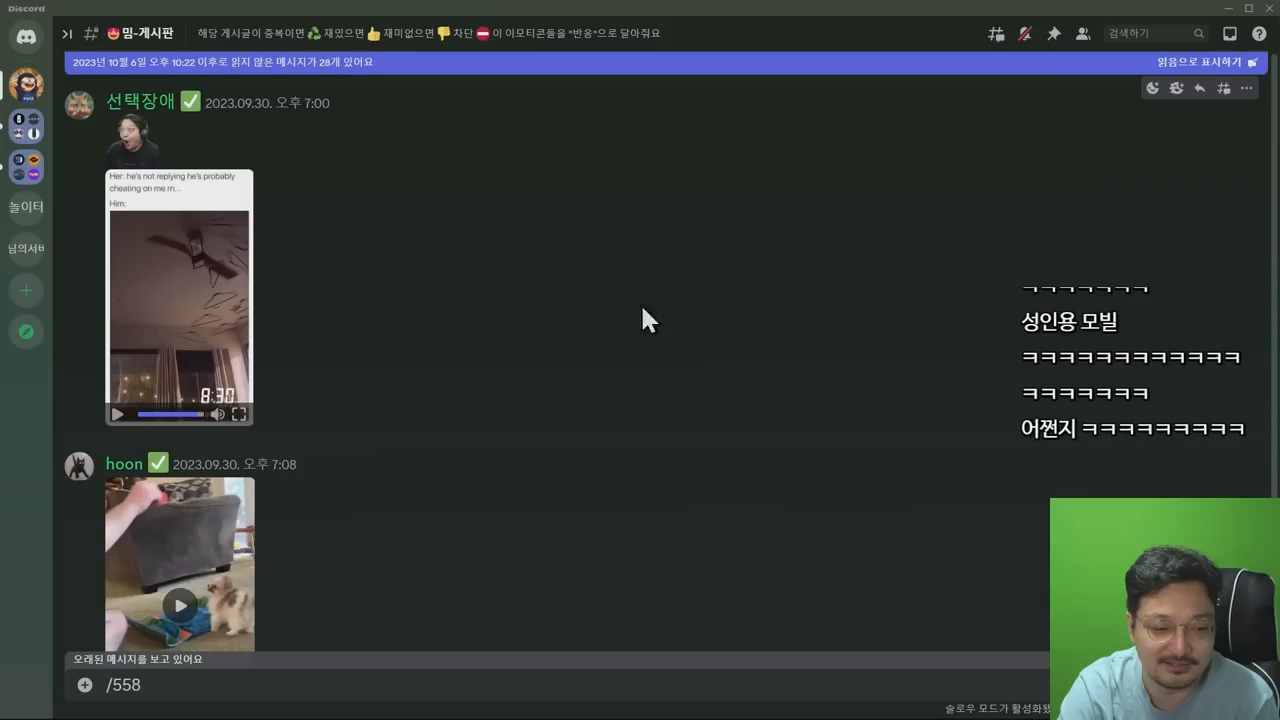 Discord
밈-게시판
해당 게시글이 중복이면 ♻️ 재밌으면 👍 재미없으면 👎 차단 ⛔ 이 이모티콘들을 "반응"으로 달아줘요
검색하기
2023년 10월 6일 오후 10:22 이후로 읽지 않은 메시지가 28개 있어요
읽음으로 표시하기
선택장애 ✅ 2023.09.30. 오후 7:00
Her: he's not replying he's probably
cheating on me rn...
Him:
8:30
놀이터
님의서버
ㅋㅋㅋㅋㅋㅋㅋ
성인용 모빌
ㅋㅋㅋㅋㅋㅋㅋㅋㅋㅋㅋㅋ
ㅋㅋㅋㅋㅋㅋㅋ
어쩐지 ㅋㅋㅋㅋㅋㅋㅋㅋㅋ
hoon ✅ 2023.09.30. 오후 7:08
오래된 메시지를 보고 있어요
/558
슬로우 모드가 활성화됐